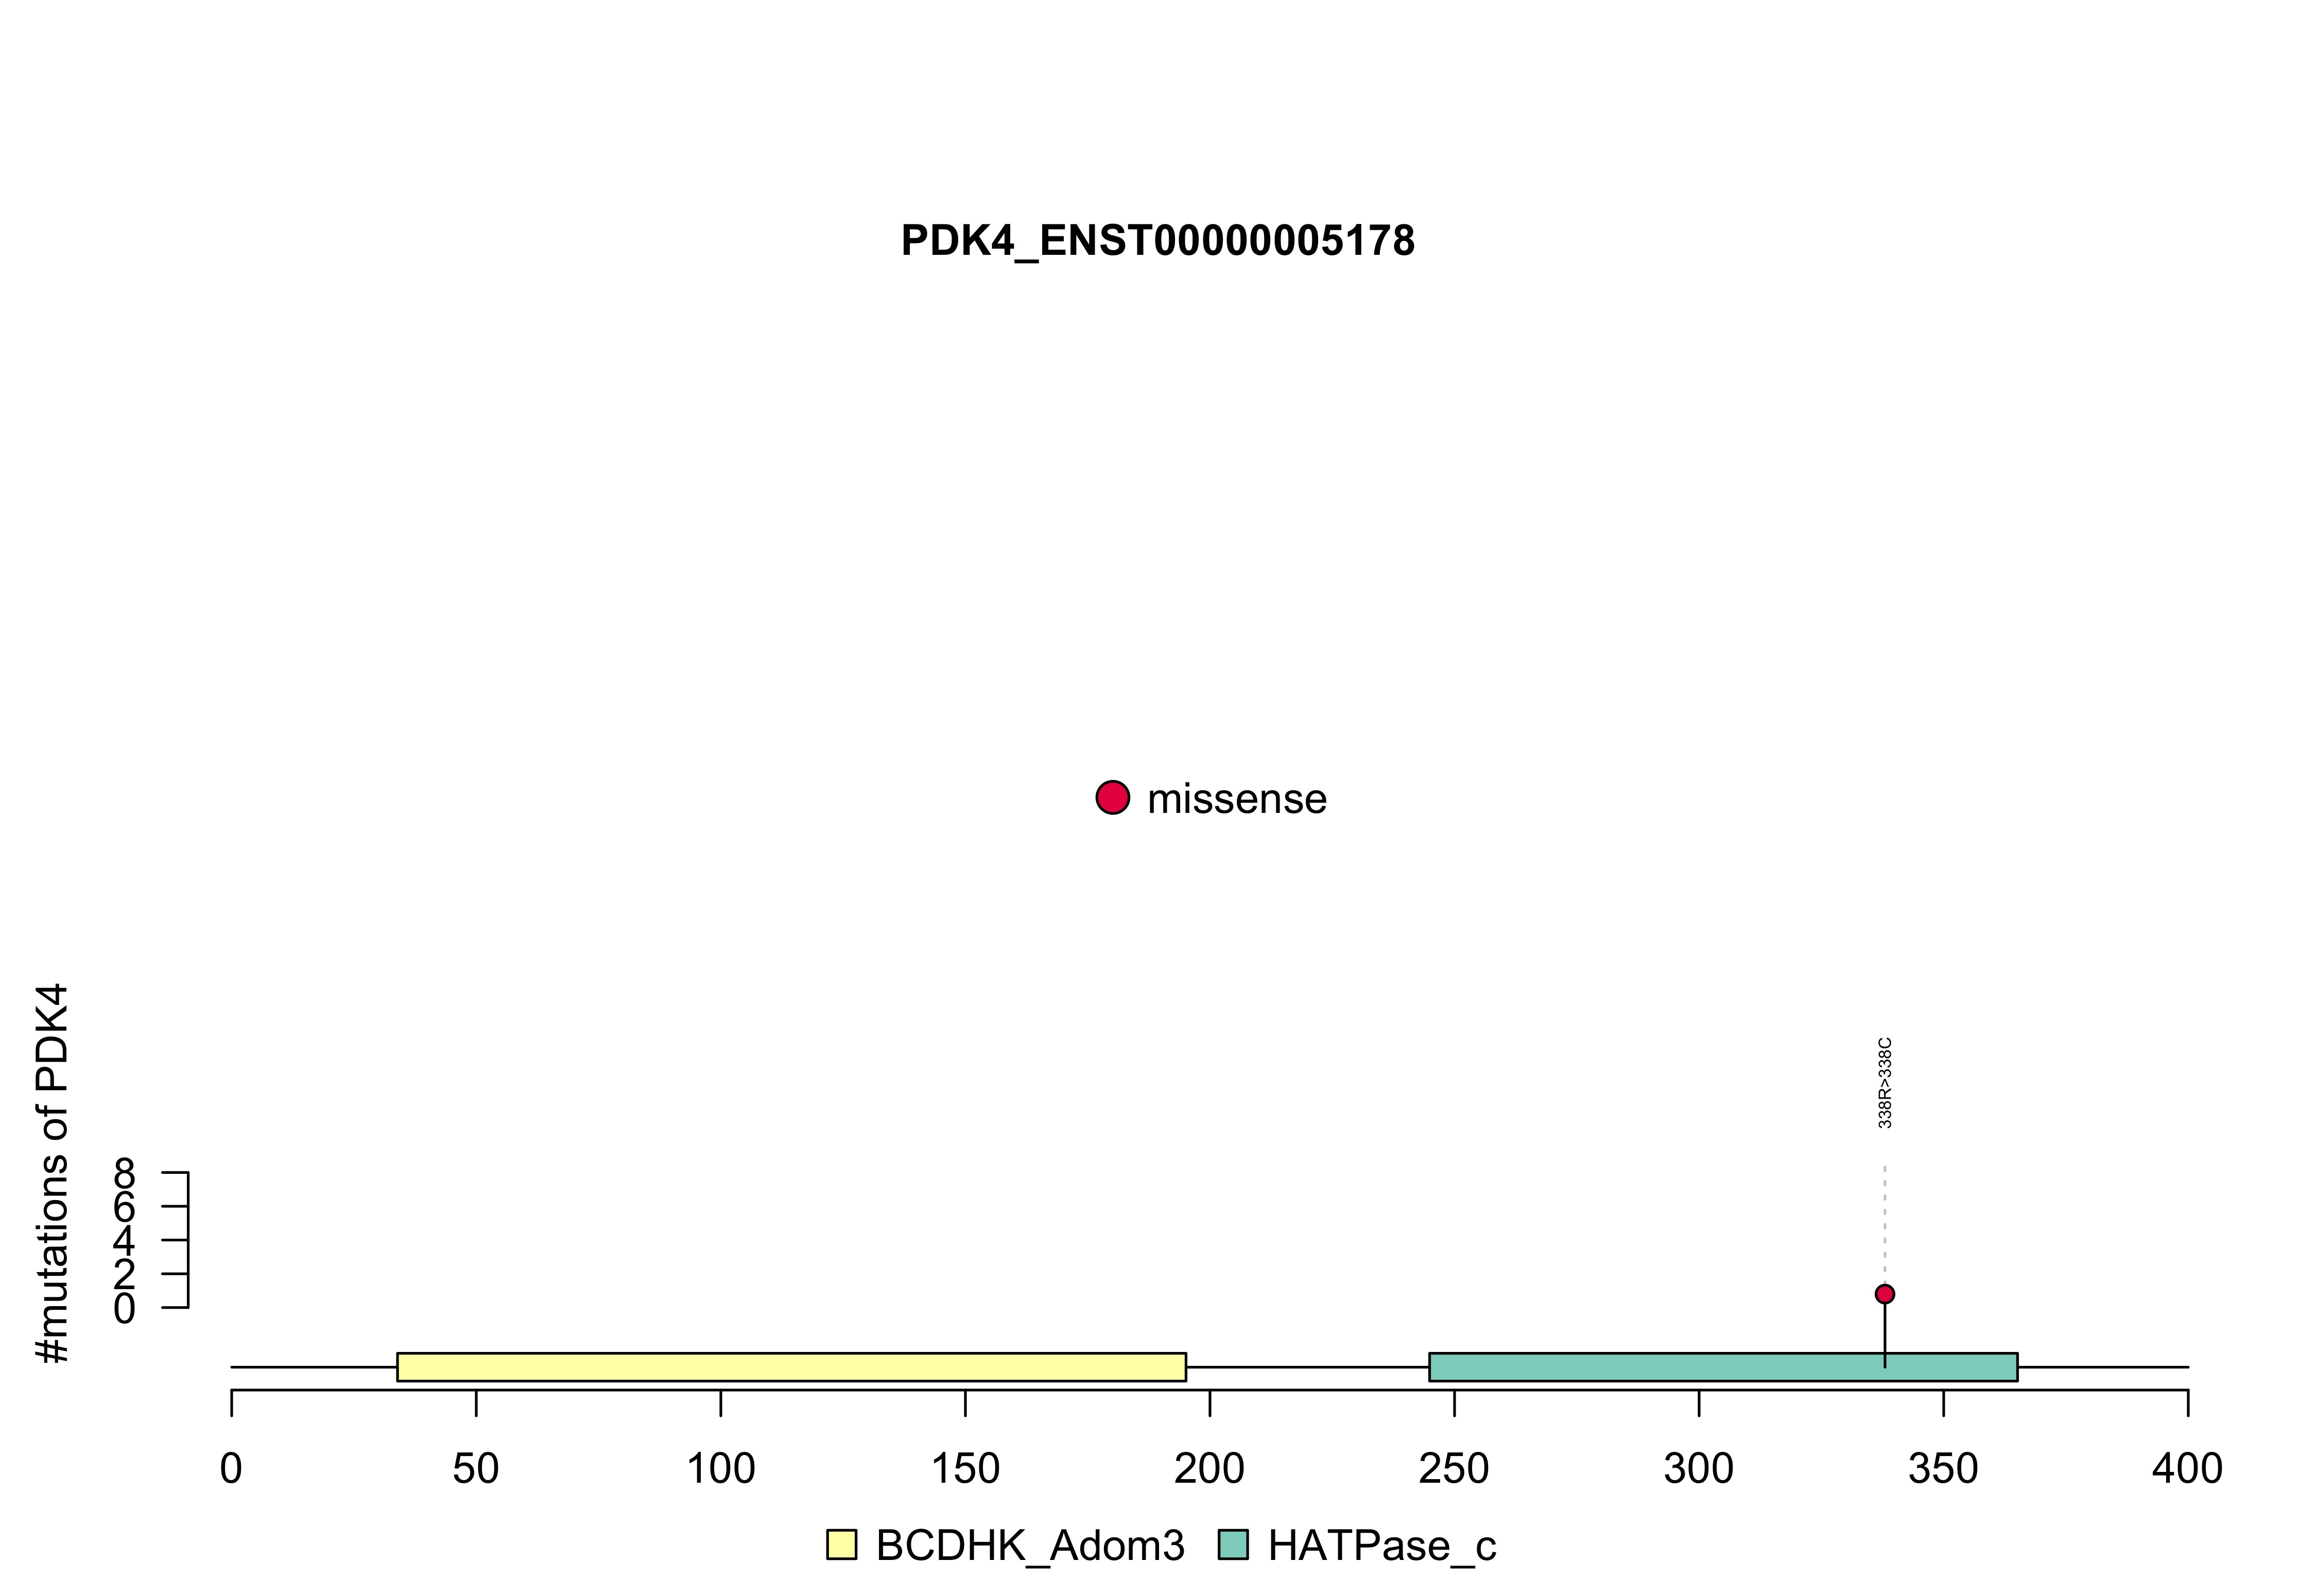 PDK4_ENST00000005178
missense
#mutations of PDK4
338R>338C
8
6
4
2
0
0 50 100 150 200 250 300 350 400
BCDHK_Adom3 HATPase_c